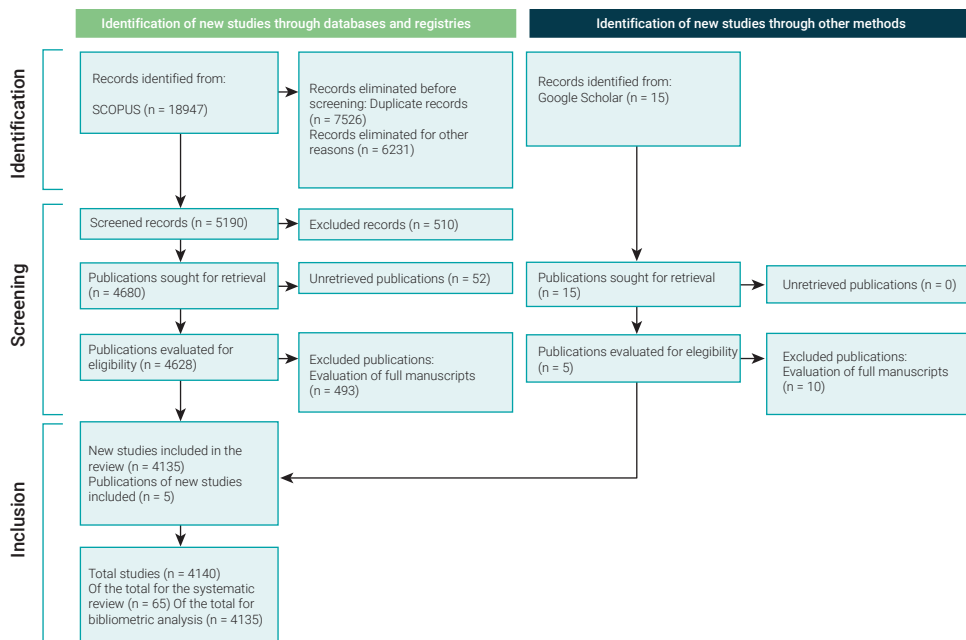 Identification of new studies through databases and registries
Identification of new studies through other methods
Identification
Records identified from:
SCOPUS (n = 18947)
Records eliminated before
screening: Duplicate records
(n = 7526)
Records eliminated for other
reasons (n = 6231)
Records identified from:
Google Scholar (n = 15)
Screening
Screened records (n = 5190)
Excluded records (n = 510)
Publications sought for retrieval
(n = 4680)
Unretrieved publications (n = 52)
Publications sought for retrieval
(n = 15)
Unretrieved publications (n = 0)
Publications evaluated for
eligibility (n = 4628)
Excluded publications:
Evaluation of full manuscripts
(n = 493)
Publications evaluated for elegibility
(n = 5)
Excluded publications:
Evaluation of full manuscripts
(n = 10)
Inclusion
New studies included in the
review (n = 4135)
Publications of new studies
included (n = 5)
Total studies (n = 4140)
Of the total for the systematic
review (n = 65) Of the total for
bibliometric analysis (n = 4135)